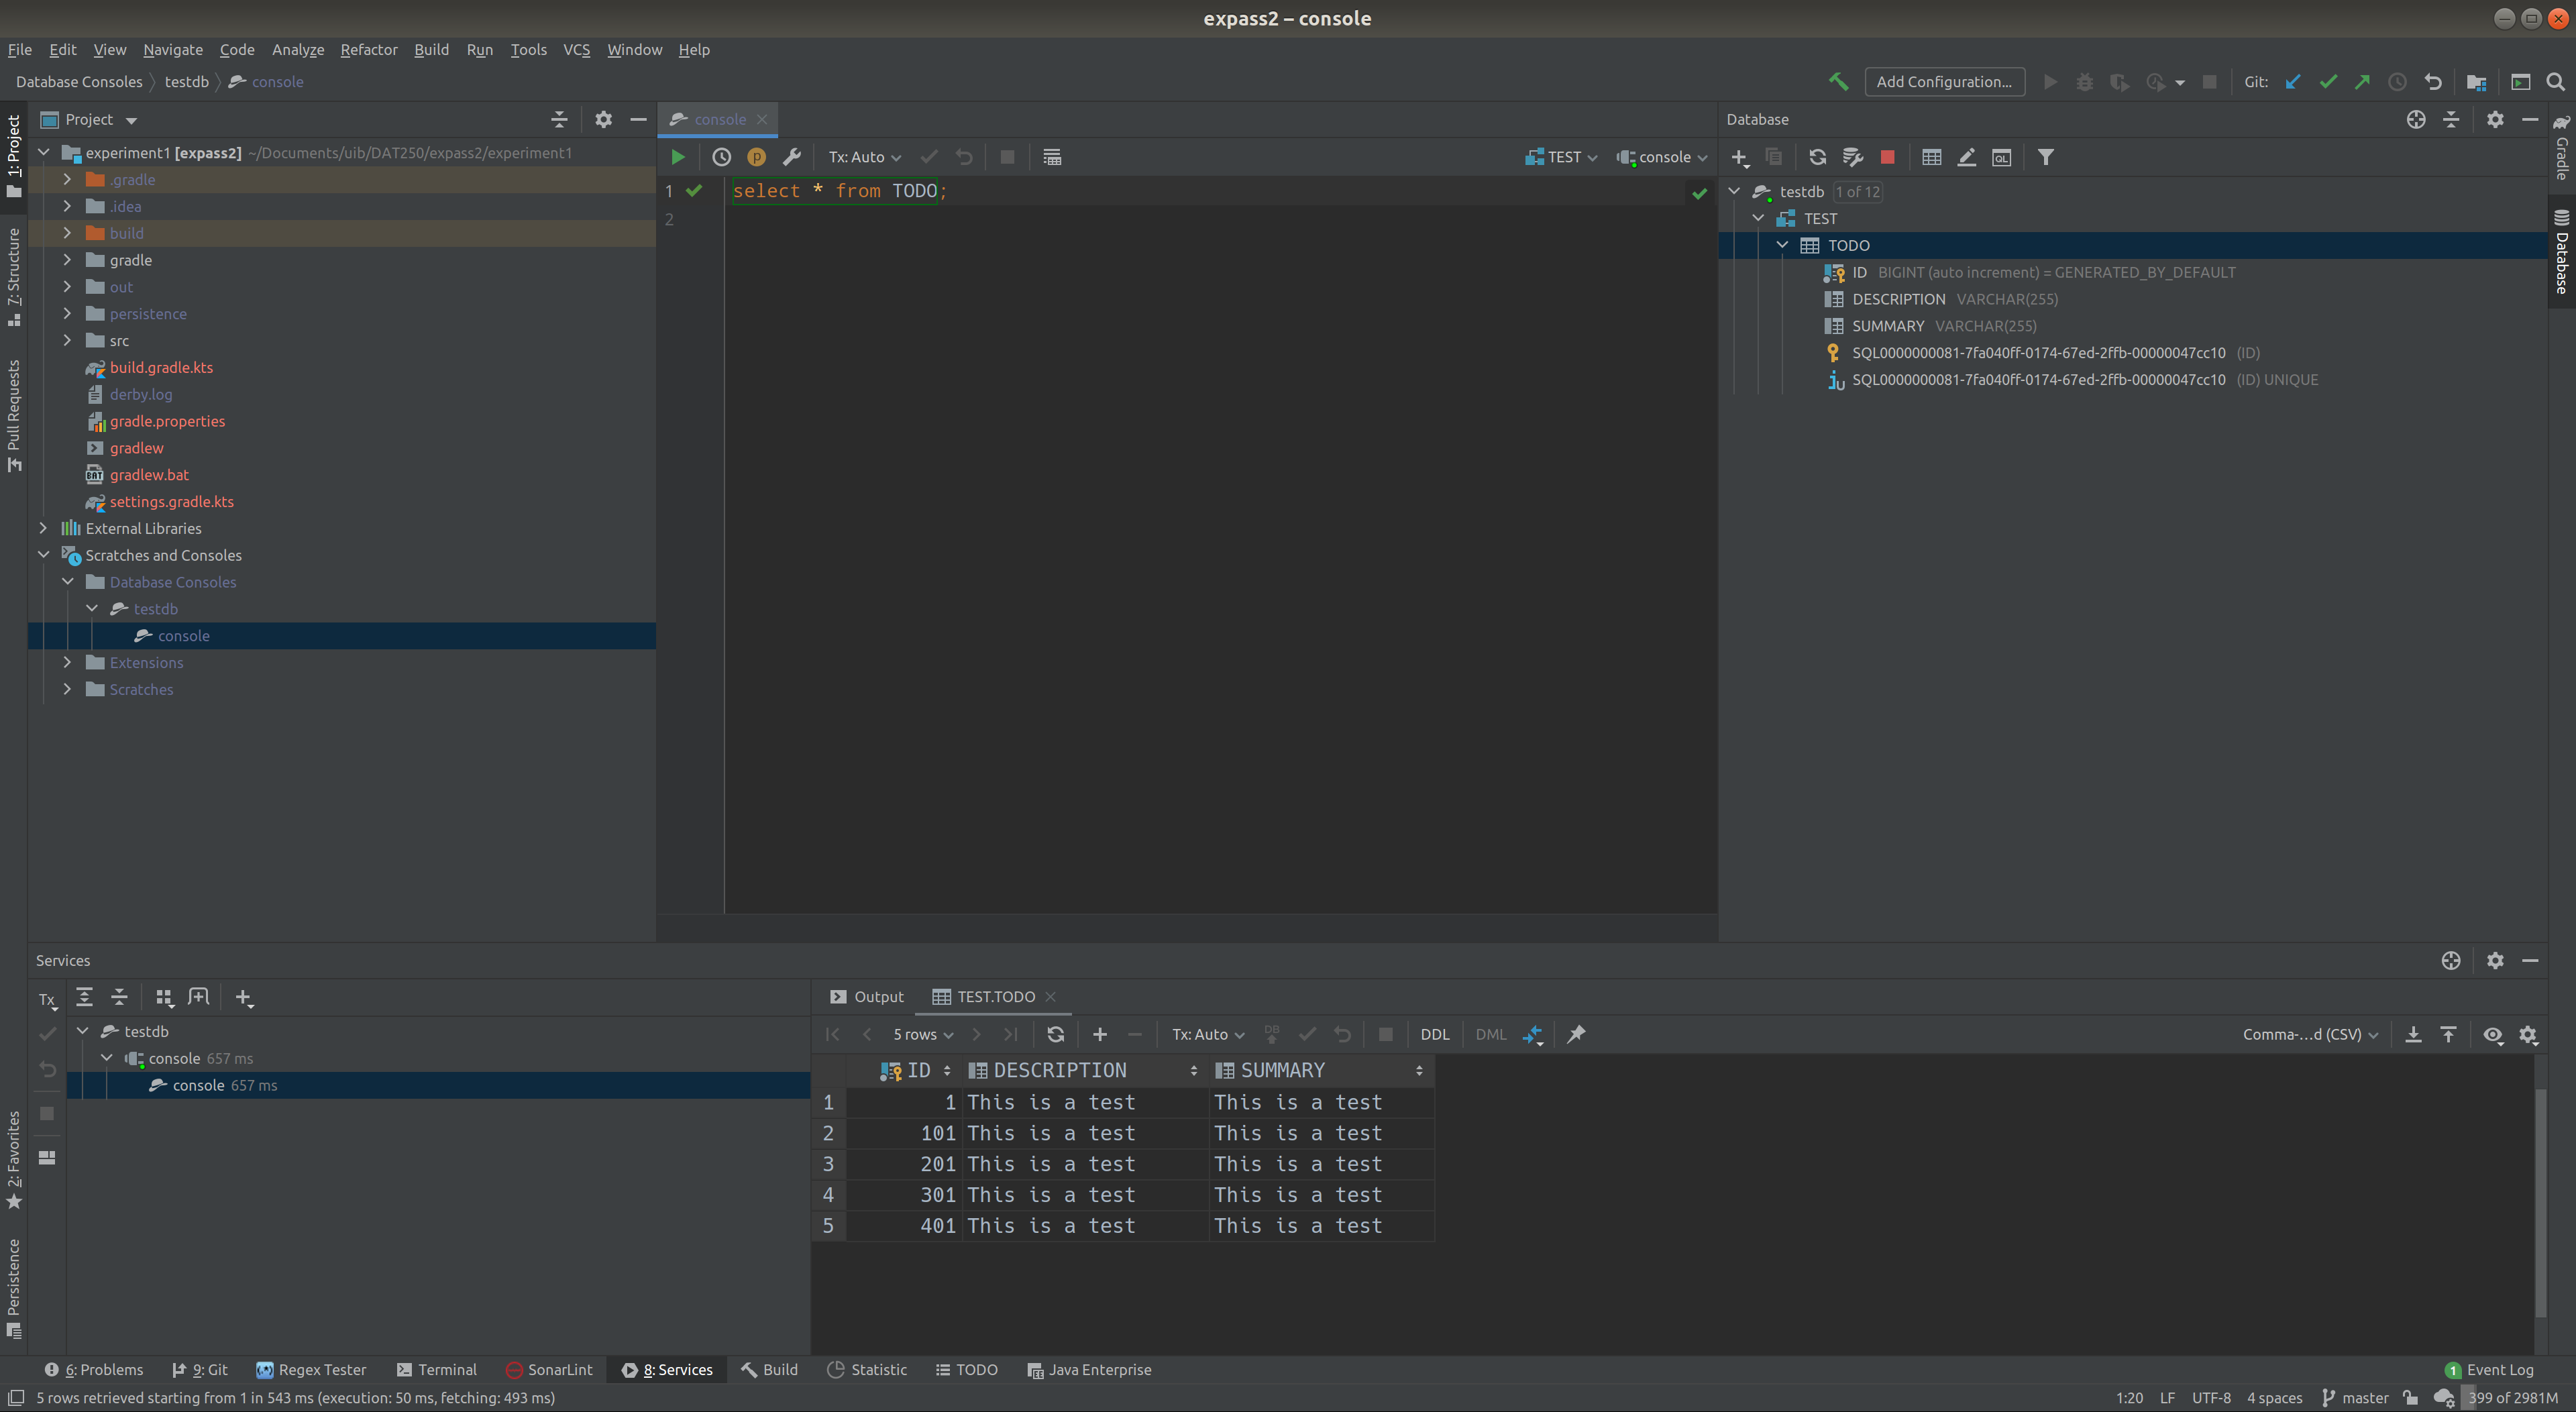 expass2 – console
File Edit View Navigate Code Analyze Refactor Build Run Tools VCS Window Help
Database Consoles testdb console
Add Configuration... Git:
1: Project
7: Structure
Pull Requests
2: Favorites
Persistence
Project
experiment1 [expass2] ~/Documents/uib/DAT250/expass2/experiment1
.gradle
.idea
build
gradle
out
persistence
src
build.gradle.kts
derby.log
gradle.properties
gradlew
gradlew.bat
settings.gradle.kts
External Libraries
Scratches and Consoles
Database Consoles
testdb
console
Extensions
Scratches
console
Tx: Auto TEST console
1 select * from TODO;
2
Database
testdb 1 of 12
TEST
TODO
ID BIGINT (auto increment) = GENERATED_BY_DEFAULT
DESCRIPTION VARCHAR(255)
SUMMARY VARCHAR(255)
SQL0000000081-7fa040ff-0174-67ed-2ffb-00000047cc10 (ID)
SQL0000000081-7fa040ff-0174-67ed-2ffb-00000047cc10 (ID) UNIQUE
Gradle
Database
Services
Tx
testdb
console 657 ms
console 657 ms
Output TEST.TODO
5 rows Tx: Auto DB DDL DML Comma-...d (CSV)
ID DESCRIPTION SUMMARY
1 1 This is a test This is a test
2 101 This is a test This is a test
3 201 This is a test This is a test
4 301 This is a test This is a test
5 401 This is a test This is a test
6: Problems 9: Git Regex Tester Terminal SonarLint 8: Services Build Statistic TODO Java Enterprise 1 Event Log
5 rows retrieved starting from 1 in 543 ms (execution: 50 ms, fetching: 493 ms) 1:20 LF UTF-8 4 spaces master 399 of 2981M